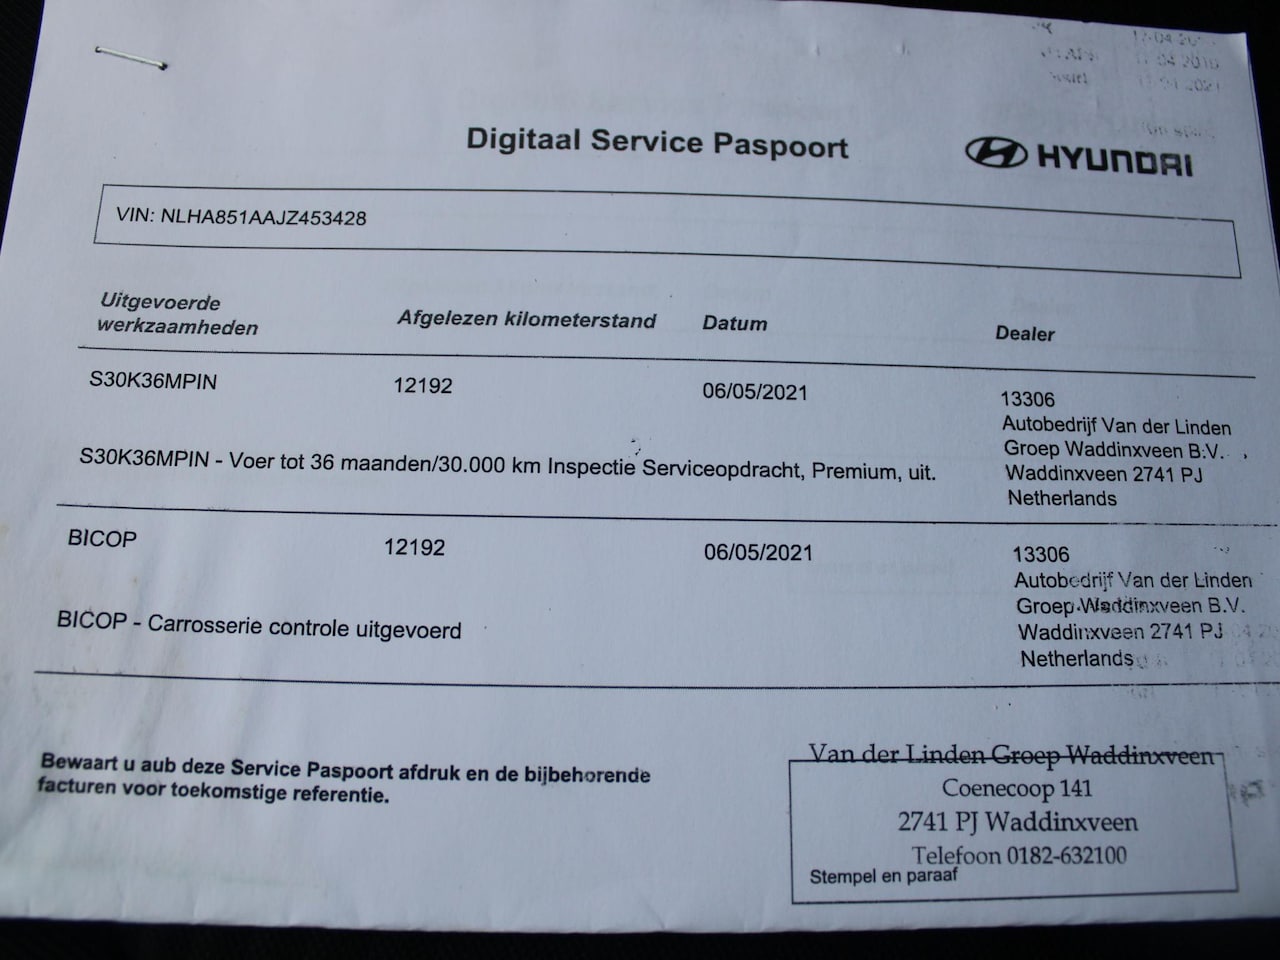 Digitaal Service Paspoort
HYUNDAI
VIN: NLHA851AAJZ453428
Uitgevoerde
werkzaamheden
Afgelezen kilometerstand
Datum
Dealer
S30K36MPIN
12192
06/05/2021
13306
Autobedrijf Van der Linden
Groep Waddinxveen B.V.
Waddinxveen 2741 PJ
Netherlands
S30K36MPIN - Voer tot 36 maanden/30.000 km Inspectie Serviceopdracht, Premium, uit.
BICOP
12192
06/05/2021
13306
Autobedrijf Van der Linden
Groep Waddinxveen B.V.
Waddinxveen 2741 PJ
Netherlands
BICOP - Carrosserie controle uitgevoerd
Bewaart u aub deze Service Paspoort afdruk en de bijbehorende
facturen voor toekomstige referentie.
Van der Linden Groep Waddinxveen
Coenecoop 141
2741 PJ Waddinxveen
Telefoon 0182-632100
Stempel en paraaf